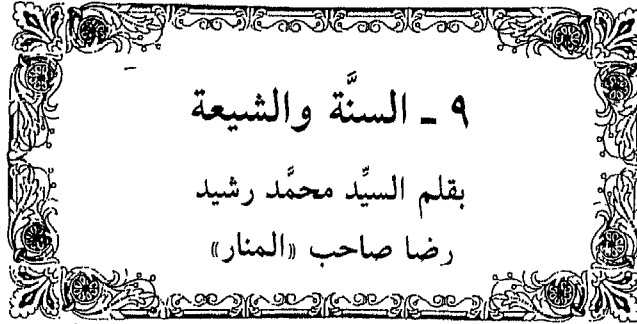 ٩ ـ السنَّة والشيعة
بقلم السيِّد محمَّد رشيد
رضا صاحب «المنار»